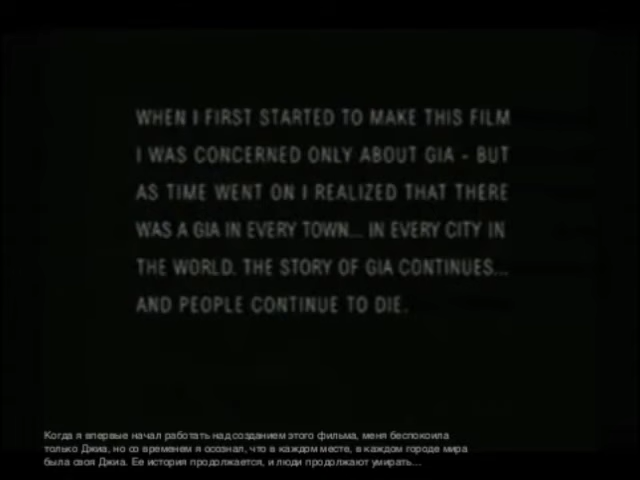 WHEN I FIRST STARTED TO MAKE THIS FILM
I WAS CONCERNED ONLY ABOUT GIA - BUT
AS TIME WENT ON I REALIZED THAT THERE
WAS A GIA IN EVERY TOWN... IN EVERY CITY IN
THE WORLD. THE STORY OF GIA CONTINUES...
AND PEOPLE CONTINUE TO DIE.
Когда я впервые начал работать над созданием этого фильма, меня беспокоила
только Джиа, но со временем я осознал, что в каждом месте, в каждом городе мира
была своя Джиа. Ее история продолжается, и люди продолжают умирать...